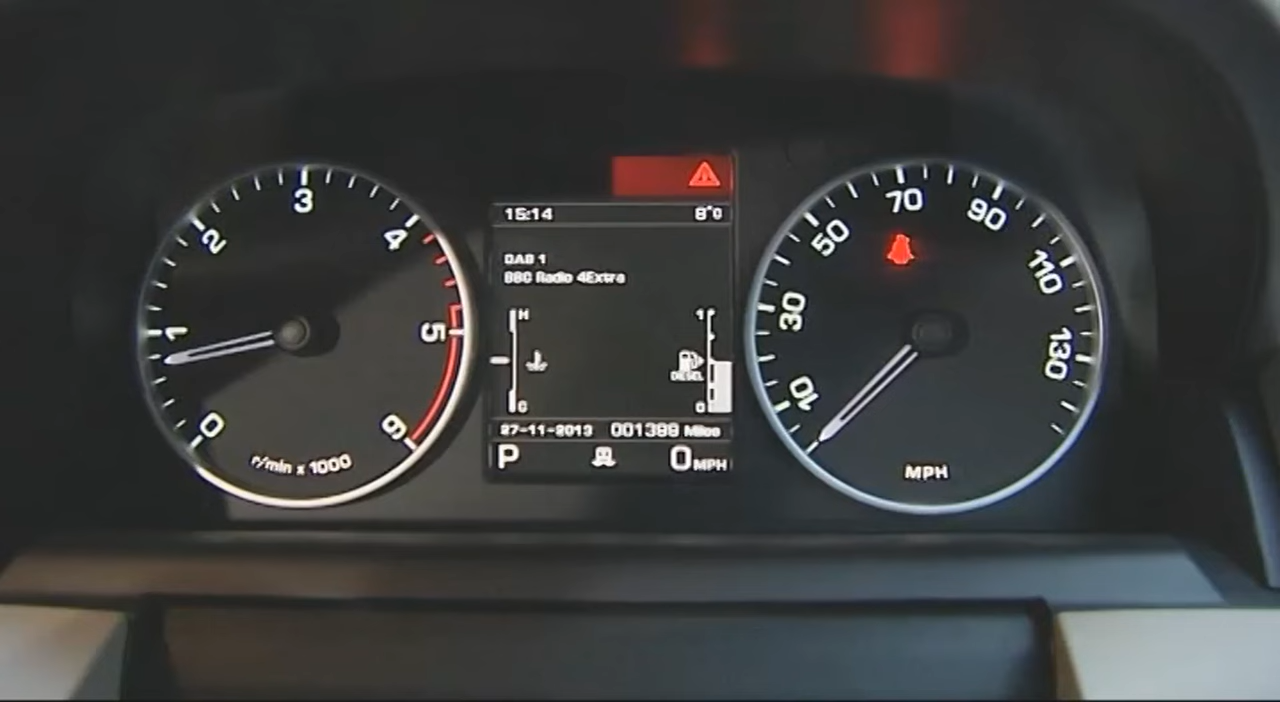 0
1
2
3
4
5
6
r/min x 1000
15:14 8°C
DAB 1
BBC Radio 4Extra
H 1
DIESEL
C 0
27-11-2013 001399 Miles
P 0 MPH
10
30
50
70
90
110
130
MPH